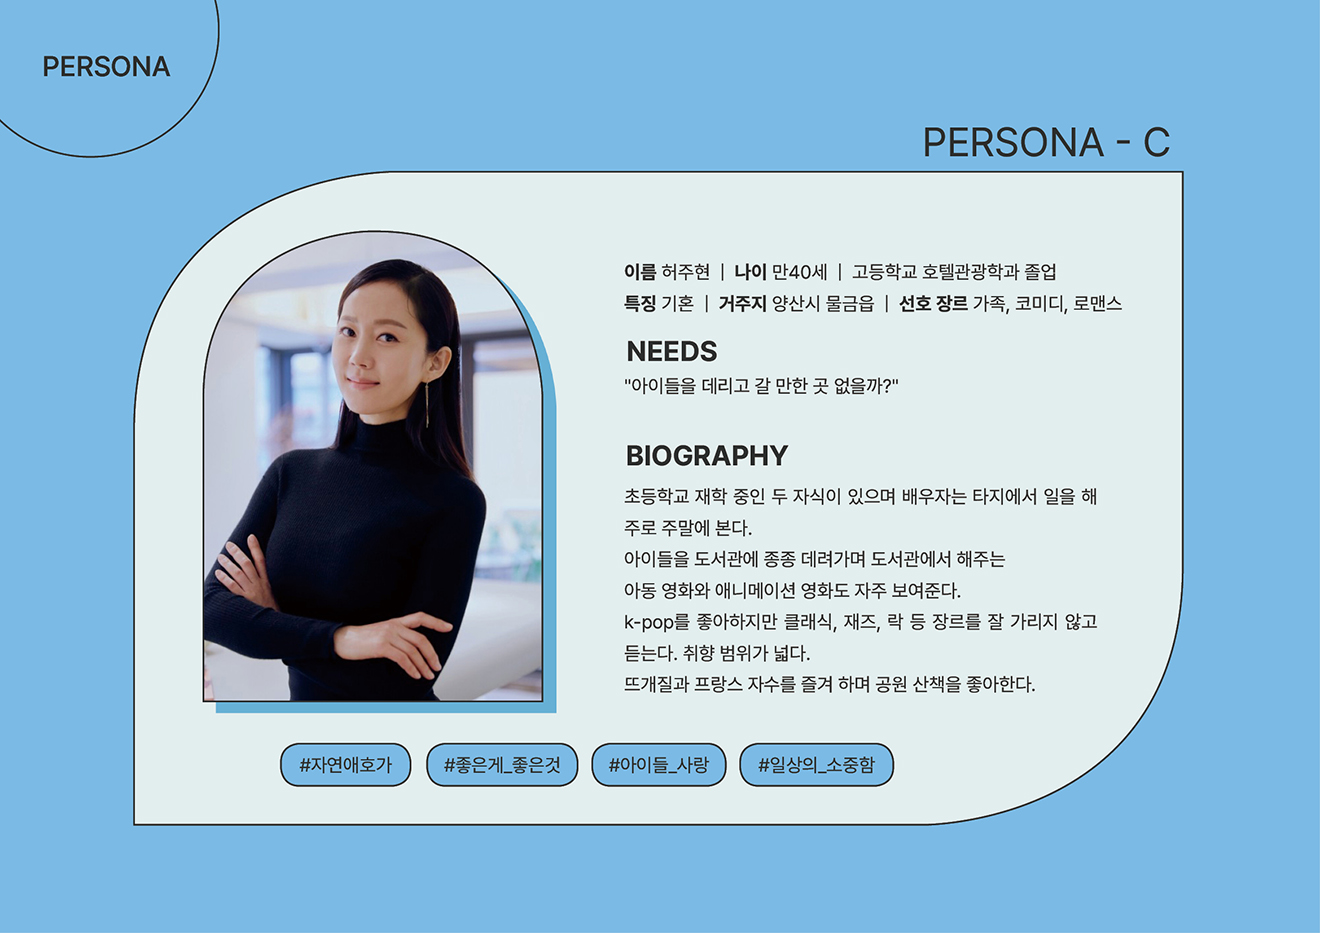 PERSONA
PERSONA - C
이름 허주현 | 나이 만40세 | 고등학교 호텔관광학과 졸업
특징 기혼 | 거주지 양산시 물금읍 | 선호 장르 가족, 코미디, 로맨스
NEEDS
"아이들을 데리고 갈 만한 곳 없을까?"
BIOGRAPHY
초등학교 재학 중인 두 자식이 있으며 배우자는 타지에서 일을 해
주로 주말에 본다.
아이들을 도서관에 종종 데려가며 도서관에서 해주는
아동 영화와 애니메이션 영화도 자주 보여준다.
k-pop를 좋아하지만 클래식, 재즈, 락 등 장르를 잘 가리지 않고
듣는다. 취향 범위가 넓다.
뜨개질과 프랑스 자수를 즐겨 하며 공원 산책을 좋아한다.
#자연애호가 #좋은게_좋은것 #아이들_사랑 #일상의_소중함